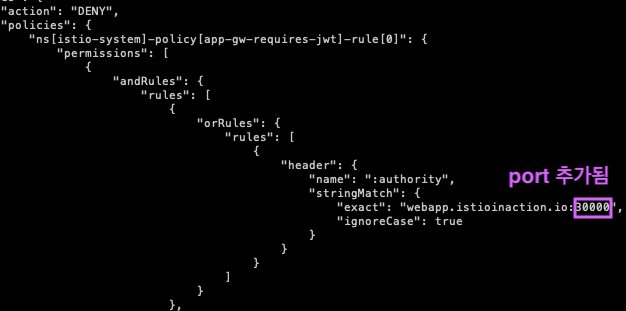 "action": "DENY",
"policies": {
"ns[istio-system]-policy[app-gw-requires-jwt]-rule[0]": {
"permissions": [
{
"andRules": {
"rules": [
{
"orRules": {
"rules": [
{
"header": {
"name": ":authority",
port 추가됨
"stringMatch": {
"exact": "webapp.istioinaction.io:30000",
"ignoreCase": true
}
}
}
]
}
},